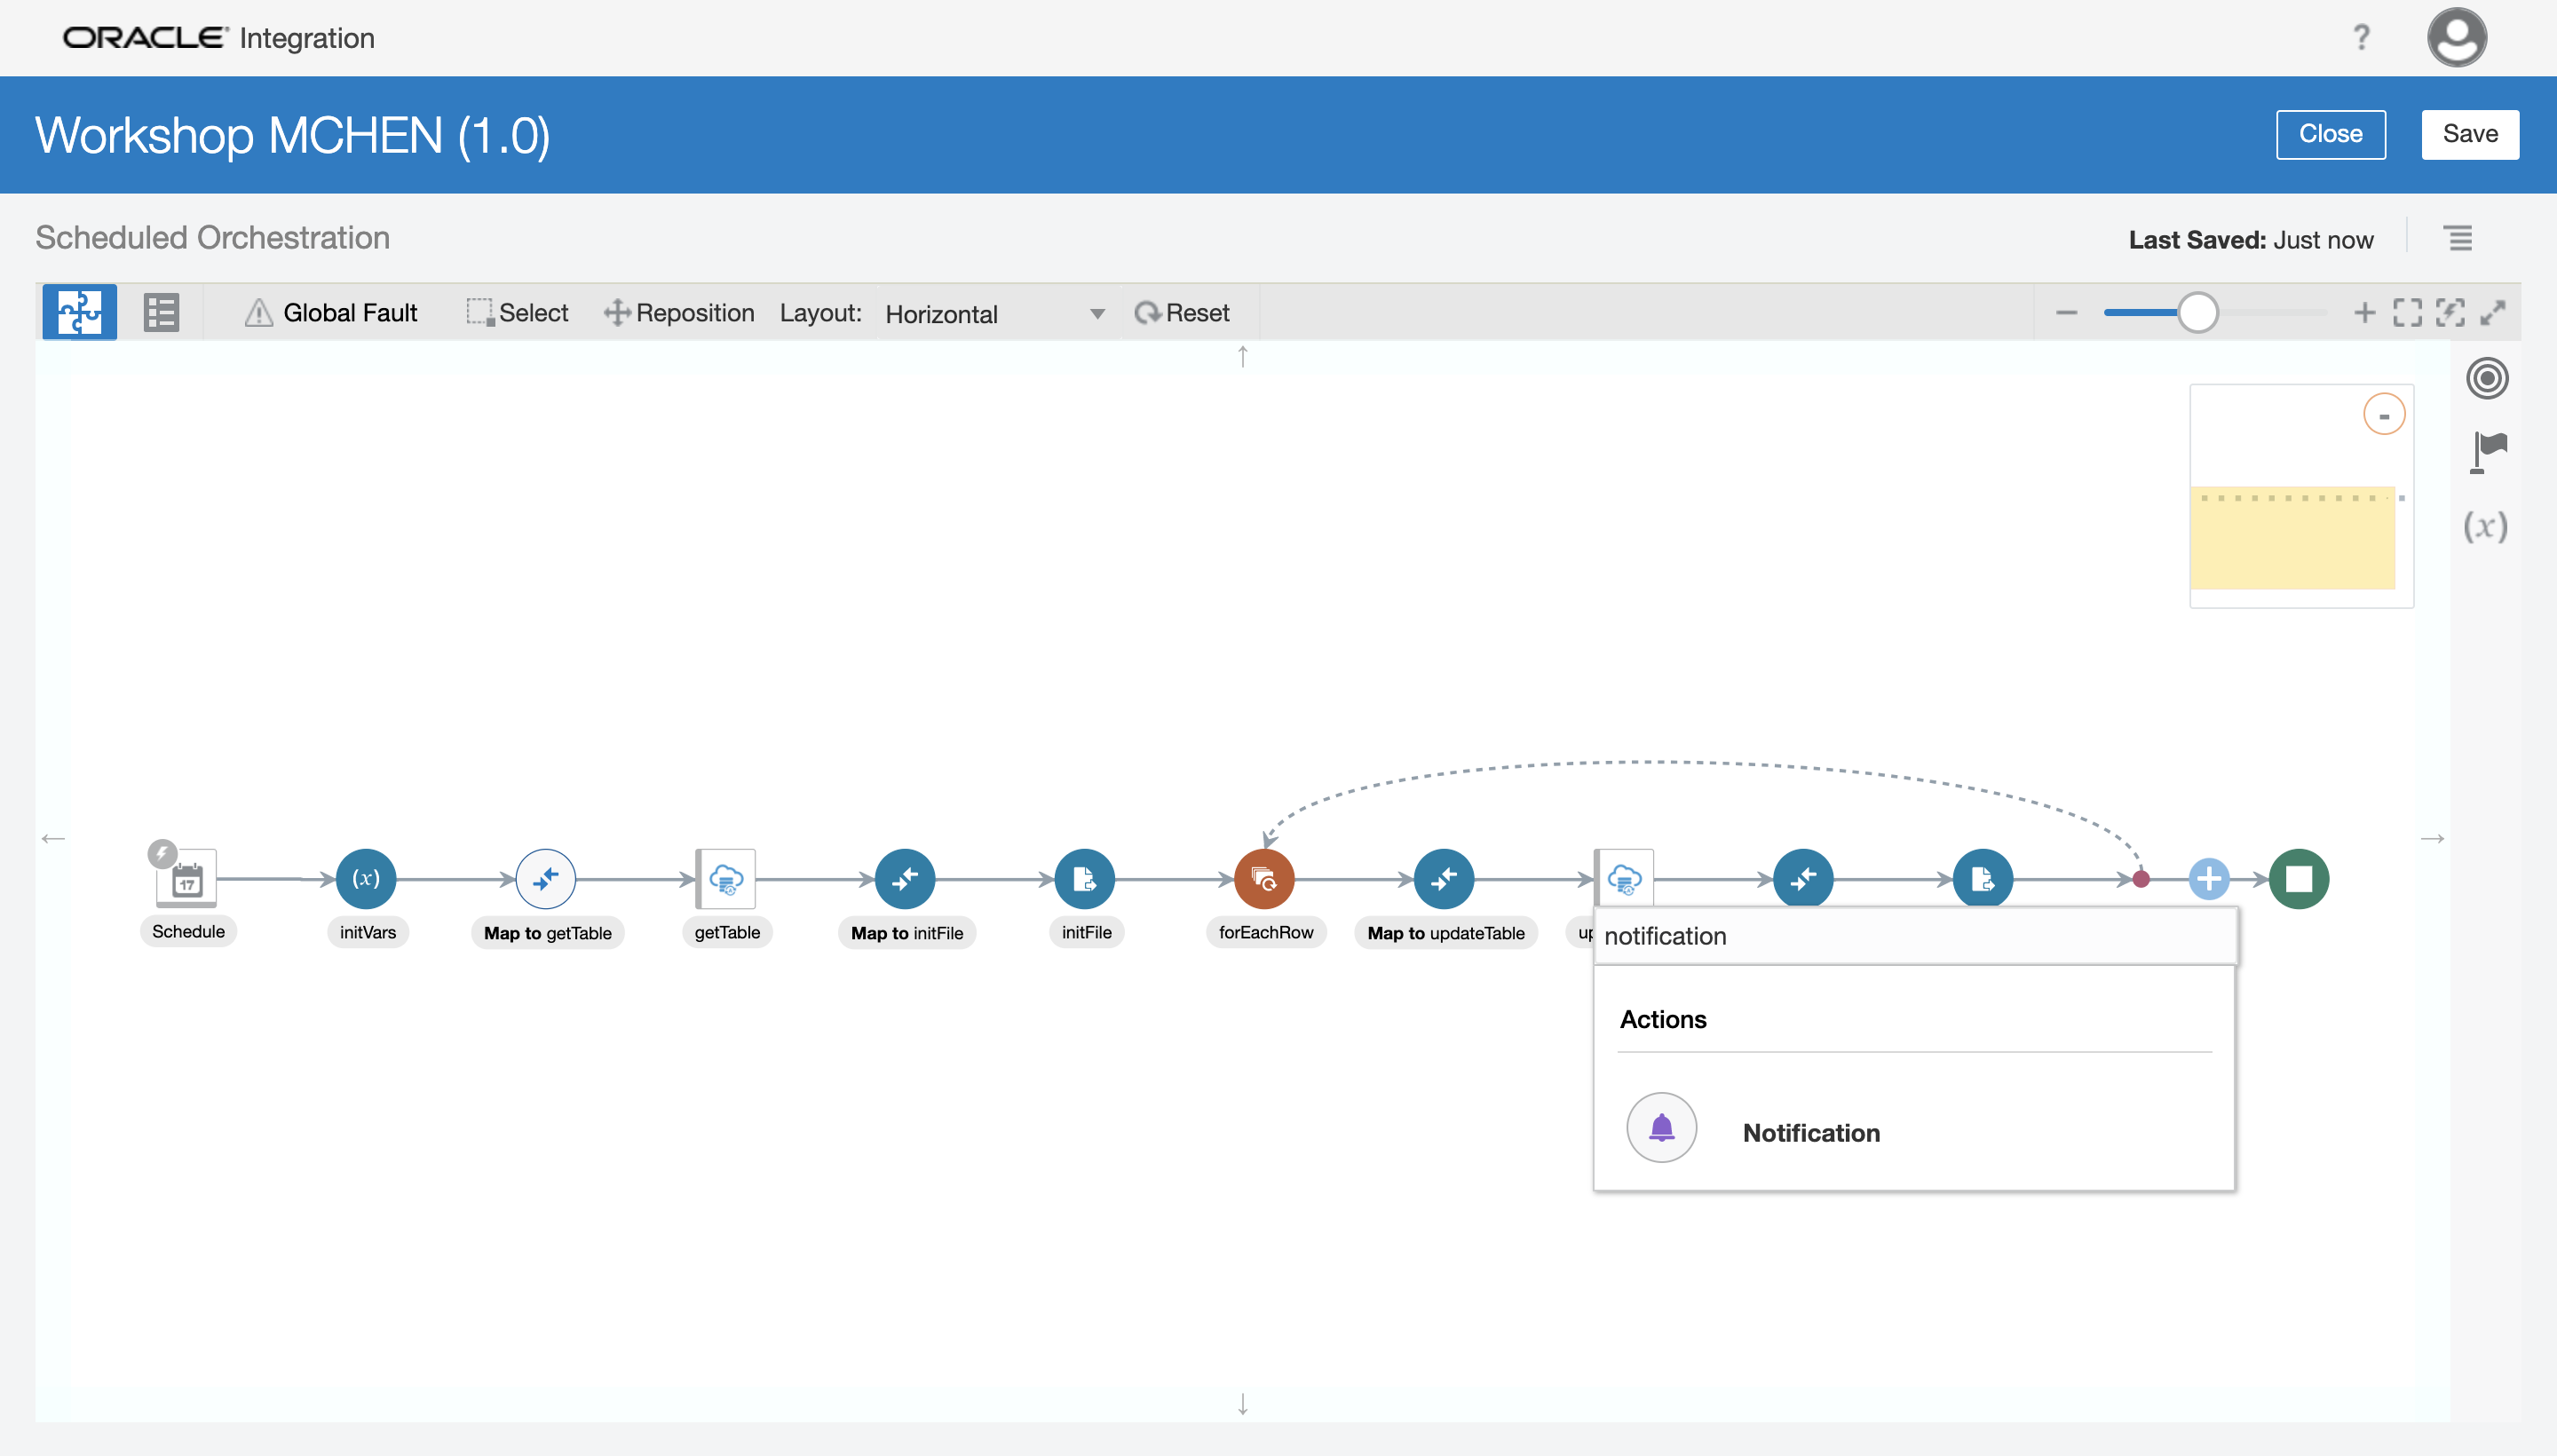 ORACLE Integration
?
Workshop MCHEN (1.0)
Close
Save
Scheduled Orchestration
Last Saved: Just now
Global Fault
Select
Reposition
Layout:
Horizontal
Reset
(x)
17
(x)
Schedule
initVars
Map to getTable
getTable
Map to initFile
initFile
forEachRow
Map to updateTable
up
notification
Actions
Notification